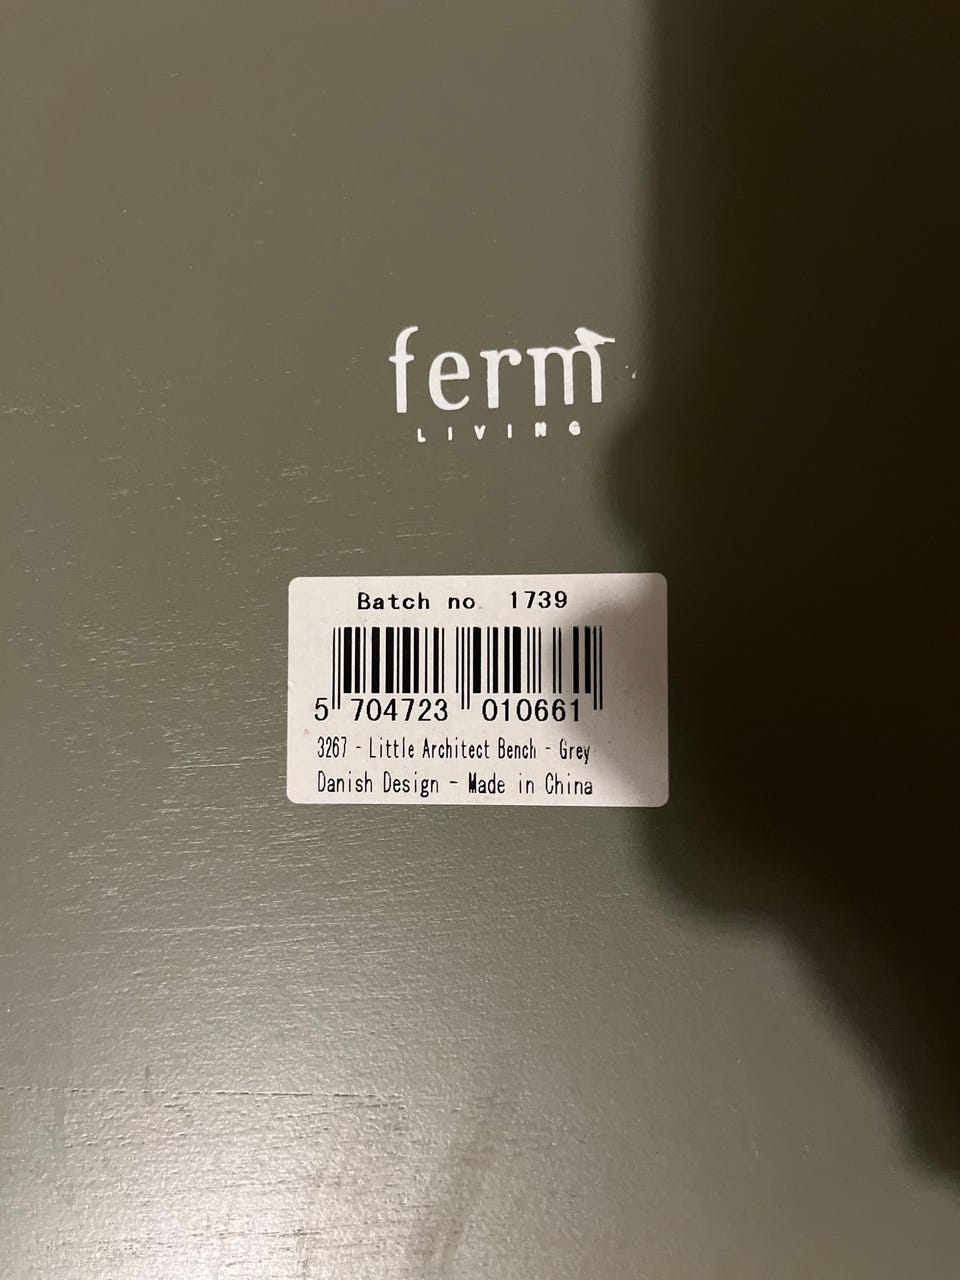 ferm
LIVING
Batch no. 1739
5 704723 010661
3267 - Little Architect Bench - Grey
Danish Design - Made in China